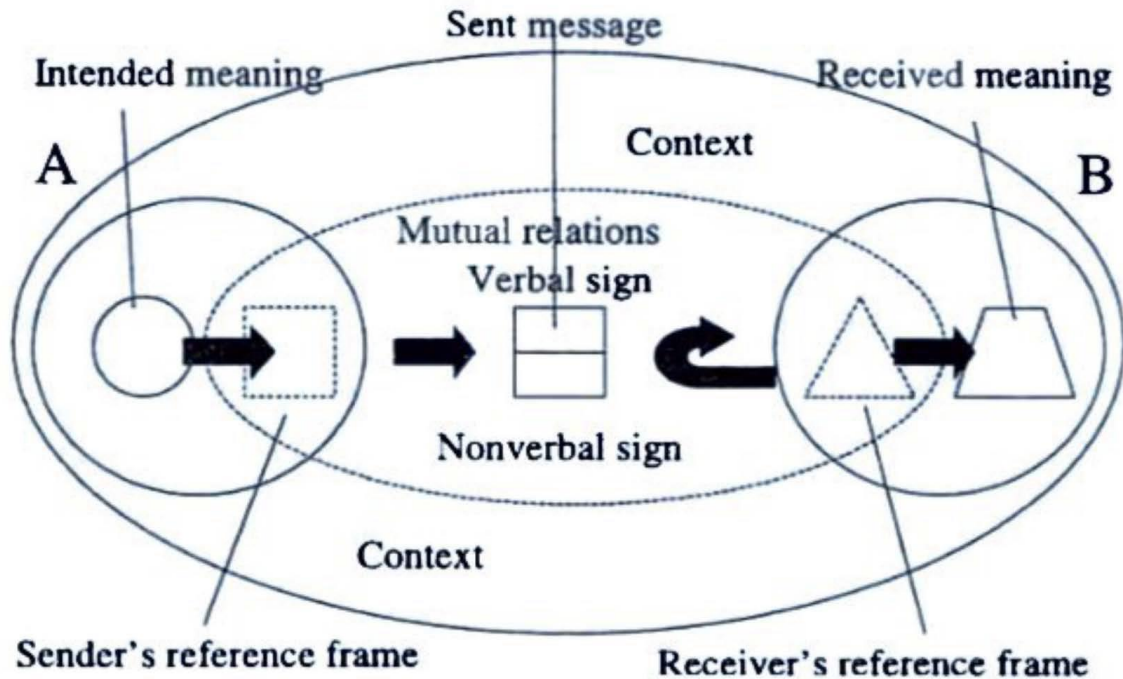 Sent message
Intended meaning
Received meaning
A
Context
B
Mutual relations
Verbal sign
Nonverbal sign
Context
Sender's reference frame
Receiver's reference frame